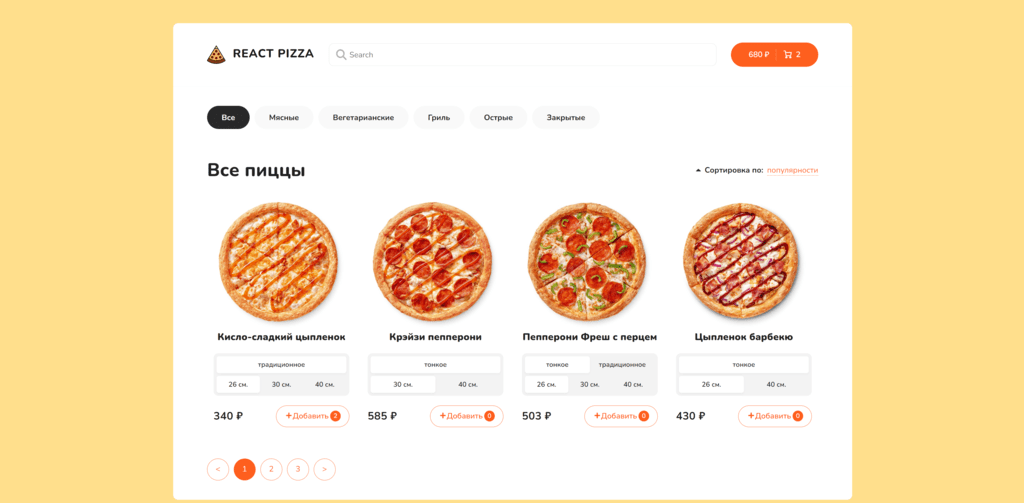 REACT PIZZA
Search
680 ₽ 2
Все Мясные Вегетарианские Гриль Острые Закрытые
Все пиццы
Сортировка по: популярности
Кисло-сладкий цыпленок
традиционное
26 см. 30 см. 40 см.
340 ₽ +Добавить 2
Крэйзи пепперони
тонкое
30 см. 40 см.
585 ₽ +Добавить 0
Пепперони Фреш с перцем
тонкое традиционное
26 см. 30 см. 40 см.
503 ₽ +Добавить 0
Цыпленок барбекю
тонкое
26 см. 40 см.
430 ₽ +Добавить 0
< 1 2 3 >